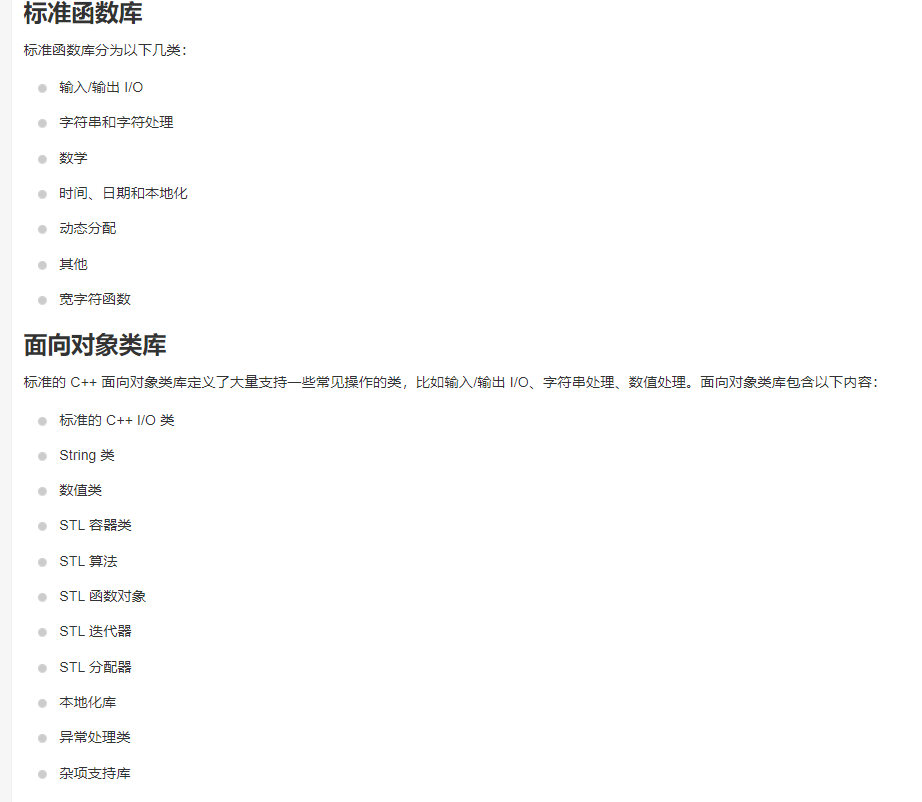 标准函数库
标准函数库分为以下几类：
输入/输出 I/O
字符串和字符处理
数学
时间、日期和本地化
动态分配
其他
宽字符函数
面向对象类库
标准的 C++ 面向对象类库定义了大量支持一些常见操作的类，比如输入/输出 I/O、字符串处理、数值处理。面向对象类库包含以下内容：
标准的 C++ I/O 类
String 类
数值类
STL 容器类
STL 算法
STL 函数对象
STL 迭代器
STL 分配器
本地化库
异常处理类
杂项支持库